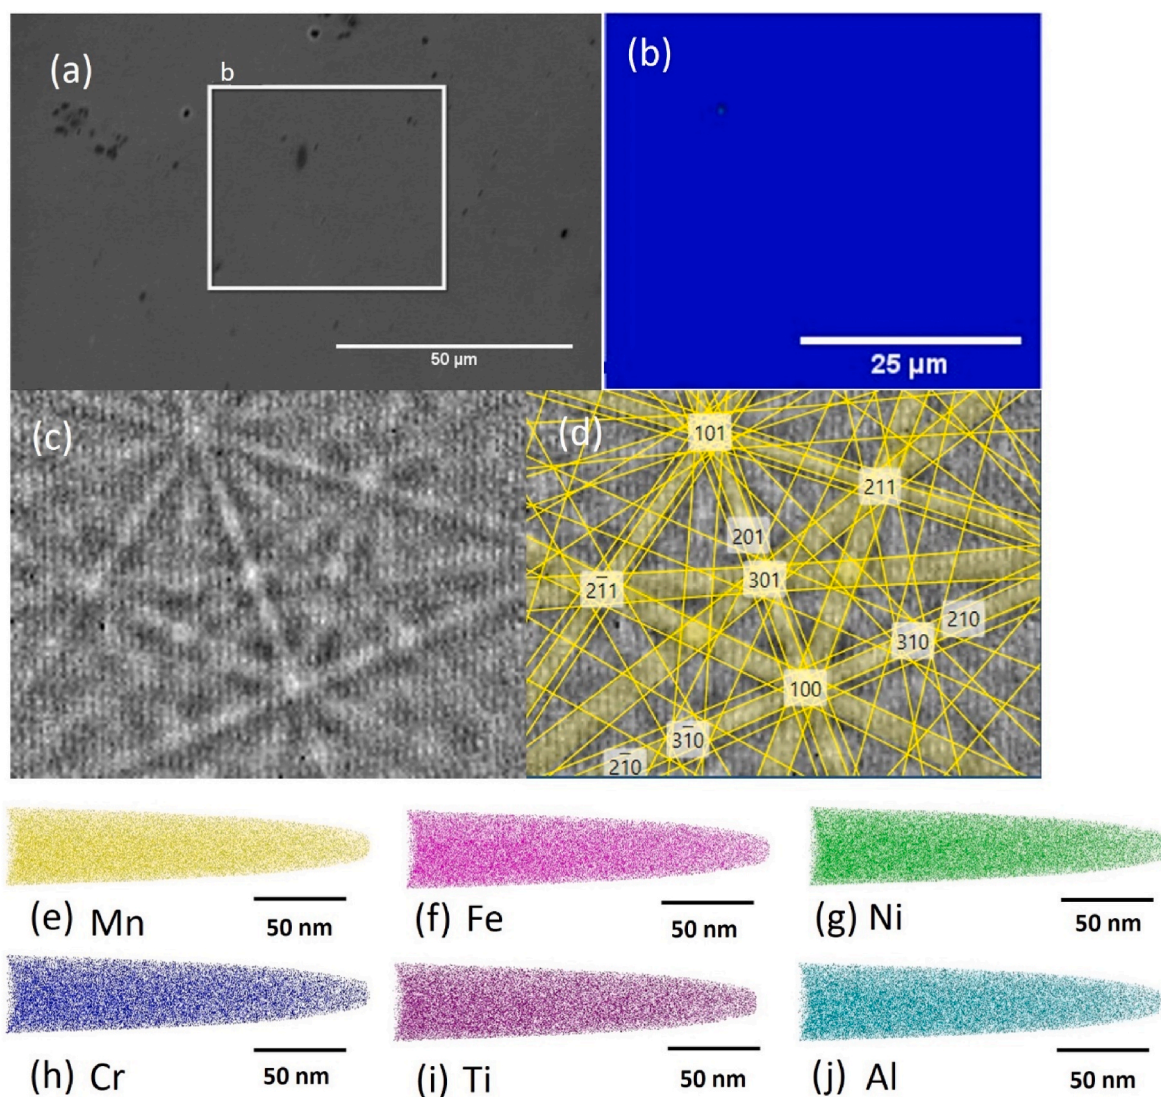 (a)
b
50 µm
(b)
25 µm
(c)
(d)
101
211
201
301
2̅11
310
210
100
3̅10
2̅10
(e) Mn
50 nm
(f) Fe
50 nm
(g) Ni
50 nm
(h) Cr
50 nm
(i) Ti
50 nm
(j) Al
50 nm